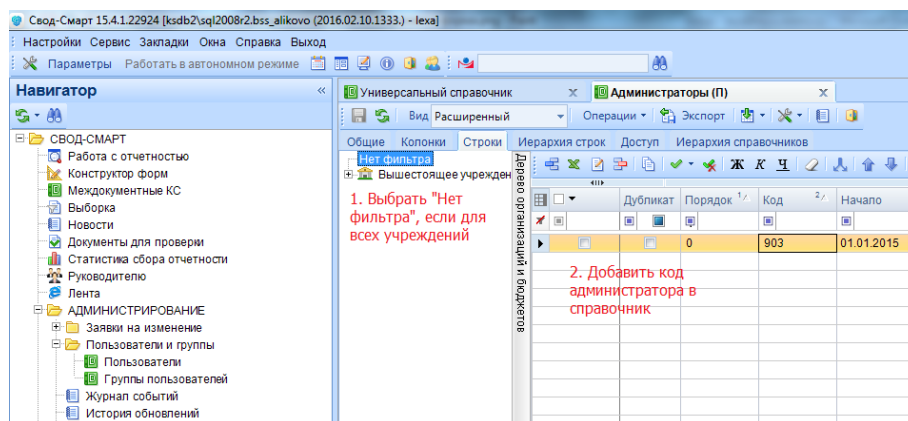 Свод-Смарт 15.4.1.22924 [ksdb2\sql2008r2.bss_alikovo (2016.02.10.1333.) - lexa]
Настройки Сервис Закладки Окна Справка Выход
Параметры Работать в автономном режиме
Навигатор «
СВОД-СМАРТ
Работа с отчетностью
Конструктор форм
Междокументные КС
Выборка
Новости
Документы для проверки
Статистика сбора отчетности
Руководителю
Лента
АДМИНИСТРИРОВАНИЕ
Заявки на изменение
Пользователи и группы
Пользователи
Группы пользователей
Журнал событий
История обновлений
Универсальный справочник x Администраторы (П) x
Вид Расширенный Операции Экспорт
Общие Колонки Строки Иерархия строк Доступ Иерархия справочников
Нет фильтра
Вышестоящее учрежден
1. Выбрать "Нет
фильтра", если для
всех учреждений
Дерево организаций и бюджетов
Ж К Ч
Дубликат Порядок 1 Код 2 Начало
0 903 01.01.2015
2. Добавить код
администратора в
справочник